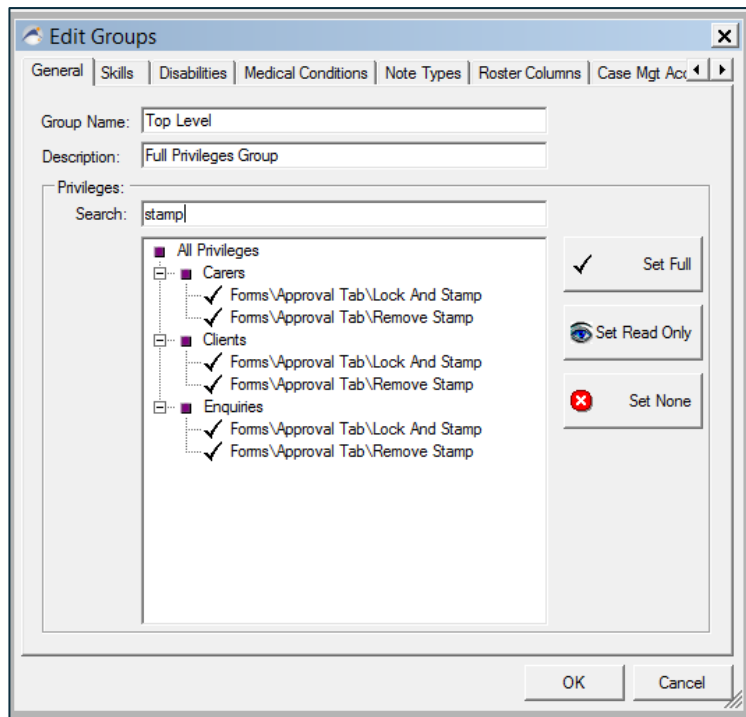 Edit Groups
General Skills Disabilities Medical Conditions Note Types Roster Columns Case Mgt
Group Name: Top Level
Description: Full Privileges Group
Privileges:
Search: stamp
All Privileges
Carers
Forms\Approval Tab\Lock And Stamp
Forms\Approval Tab\Remove Stamp
Clients
Forms\Approval Tab\Lock And Stamp
Forms\Approval Tab\Remove Stamp
Enquiries
Forms\Approval Tab\Lock And Stamp
Forms\Approval Tab\Remove Stamp
Set Full
Set Read Only
Set None
OK Cancel